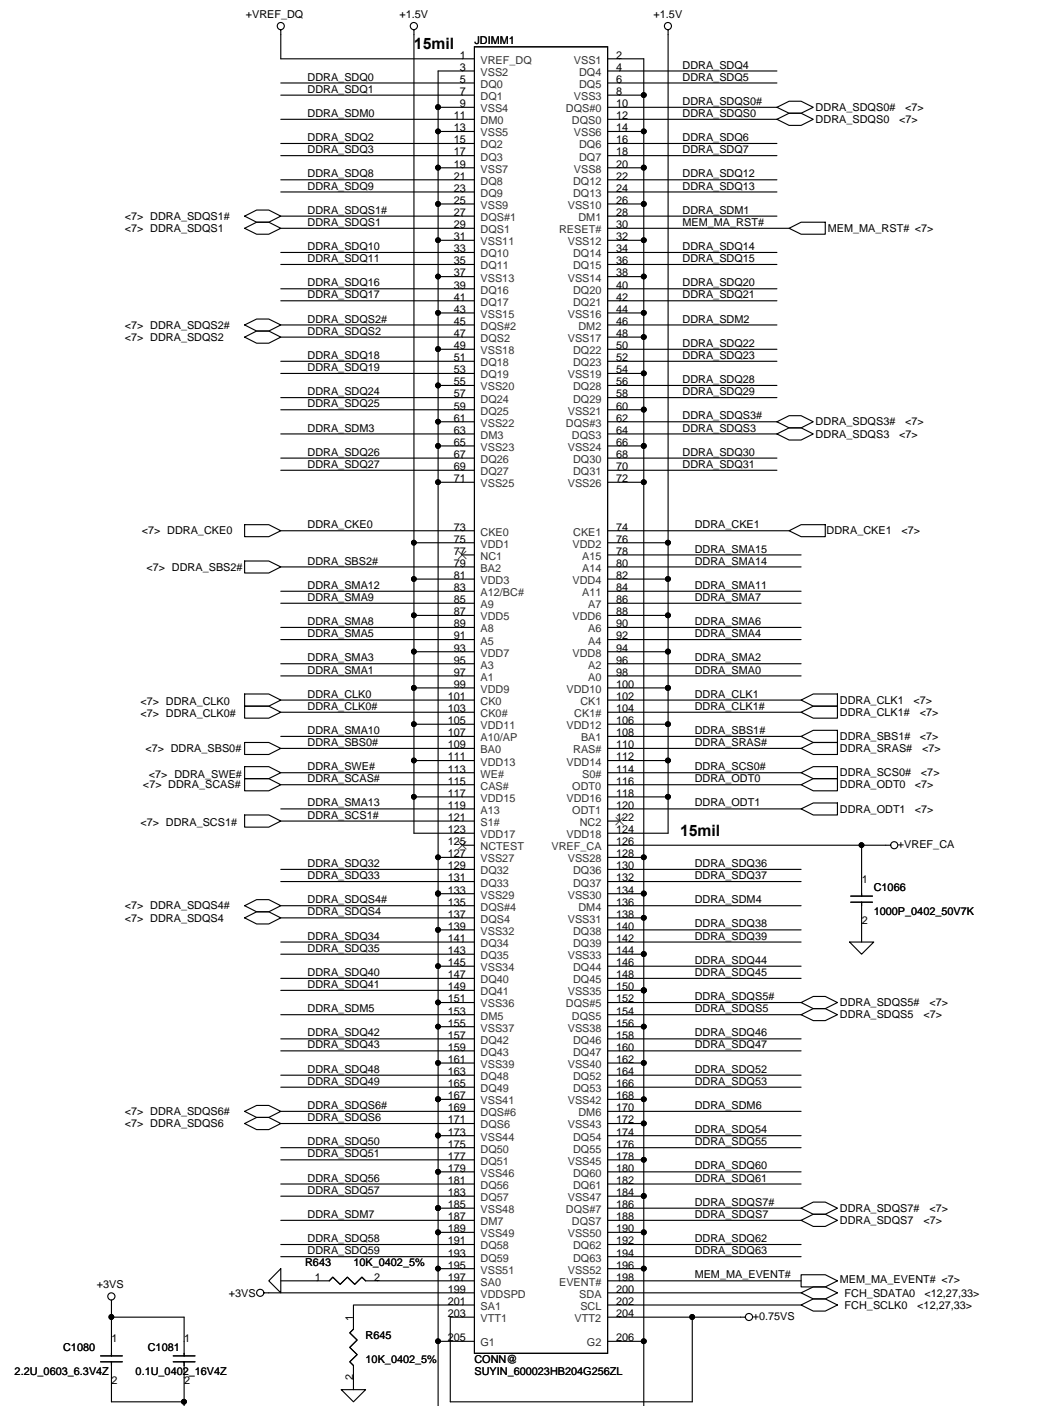 +VREF_DQ +1.5V +1.5V
15mil
JDIMM1
1 VREF_DQ VSS1 2
3 VSS2 DQ4 4 DDRA_SDQ4
DDRA_SDQ0 5 DQ0 DQ5 6 DDRA_SDQ5
DDRA_SDQ1 7 DQ1 VSS3 8
9 VSS4 DQS#0 10 DDRA_SDQS0# DDRA_SDQS0# <7>
DDRA_SDM0 11 DM0 DQS0 12 DDRA_SDQS0 DDRA_SDQS0 <7>
13 VSS5 VSS6 14
DDRA_SDQ2 15 DQ2 DQ6 16 DDRA_SDQ6
DDRA_SDQ3 17 DQ3 DQ7 18 DDRA_SDQ7
19 VSS7 VSS8 20
DDRA_SDQ8 21 DQ8 DQ12 22 DDRA_SDQ12
DDRA_SDQ9 23 DQ9 DQ13 24 DDRA_SDQ13
25 VSS9 VSS10 26
<7> DDRA_SDQS1# DDRA_SDQS1# 27 DQS#1 DM1 28 DDRA_SDM1
<7> DDRA_SDQS1 DDRA_SDQS1 29 DQS1 RESET# 30 MEM_MA_RST# MEM_MA_RST# <7>
31 VSS11 VSS12 32
DDRA_SDQ10 33 DQ10 DQ14 34 DDRA_SDQ14
DDRA_SDQ11 35 DQ11 DQ15 36 DDRA_SDQ15
37 VSS13 VSS14 38
DDRA_SDQ16 39 DQ16 DQ20 40 DDRA_SDQ20
DDRA_SDQ17 41 DQ17 DQ21 42 DDRA_SDQ21
43 VSS15 VSS16 44
<7> DDRA_SDQS2# DDRA_SDQS2# 45 DQS#2 DM2 46 DDRA_SDM2
<7> DDRA_SDQS2 DDRA_SDQS2 47 DQS2 VSS17 48
49 VSS18 DQ22 50 DDRA_SDQ22
DDRA_SDQ18 51 DQ18 DQ23 52 DDRA_SDQ23
DDRA_SDQ19 53 DQ19 VSS19 54
55 VSS20 DQ28 56 DDRA_SDQ28
DDRA_SDQ24 57 DQ24 DQ29 58 DDRA_SDQ29
DDRA_SDQ25 59 DQ25 VSS21 60
61 VSS22 DQS#3 62 DDRA_SDQS3# DDRA_SDQS3# <7>
DDRA_SDM3 63 DM3 DQS3 64 DDRA_SDQS3 DDRA_SDQS3 <7>
65 VSS23 VSS24 66
DDRA_SDQ26 67 DQ26 DQ30 68 DDRA_SDQ30
DDRA_SDQ27 69 DQ27 DQ31 70 DDRA_SDQ31
71 VSS25 VSS26 72
<7> DDRA_CKE0 DDRA_CKE0 73 CKE0 CKE1 74 DDRA_CKE1 DDRA_CKE1 <7>
75 VDD1 VDD2 76
77 NC1 A15 78 DDRA_SMA15
<7> DDRA_SBS2# DDRA_SBS2# 79 BA2 A14 80 DDRA_SMA14
81 VDD3 VDD4 82
DDRA_SMA12 83 A12/BC# A11 84 DDRA_SMA11
DDRA_SMA9 85 A9 A7 86 DDRA_SMA7
87 VDD5 VDD6 88
DDRA_SMA8 89 A8 A6 90 DDRA_SMA6
DDRA_SMA5 91 A5 A4 92 DDRA_SMA4
93 VDD7 VDD8 94
DDRA_SMA3 95 A3 A2 96 DDRA_SMA2
DDRA_SMA1 97 A1 A0 98 DDRA_SMA0
99 VDD9 VDD10 100
<7> DDRA_CLK0 DDRA_CLK0 101 CK0 CK1 102 DDRA_CLK1 DDRA_CLK1 <7>
<7> DDRA_CLK0# DDRA_CLK0# 103 CK0# CK1# 104 DDRA_CLK1# DDRA_CLK1# <7>
105 VDD11 VDD12 106
DDRA_SMA10 107 A10/AP BA1 108 DDRA_SBS1# DDRA_SBS1# <7>
<7> DDRA_SBS0# DDRA_SBS0# 109 BA0 RAS# 110 DDRA_SRAS# DDRA_SRAS# <7>
111 VDD13 VDD14 112
<7> DDRA_SWE# DDRA_SWE# 113 WE# S0# 114 DDRA_SCS0# DDRA_SCS0# <7>
<7> DDRA_SCAS# DDRA_SCAS# 115 CAS# ODT0 116 DDRA_ODT0 DDRA_ODT0 <7>
117 VDD15 VDD16 118
DDRA_SMA13 119 A13 ODT1 120 DDRA_ODT1 DDRA_ODT1 <7>
<7> DDRA_SCS1# DDRA_SCS1# 121 S1# NC2 122
123 VDD17 VDD18 124 15mil
125 NCTEST VREF_CA 126 +VREF_CA
127 VSS27 VSS28 128
DDRA_SDQ32 129 DQ32 DQ36 130 DDRA_SDQ36
DDRA_SDQ33 131 DQ33 DQ37 132 DDRA_SDQ37
133 VSS29 VSS30 134
<7> DDRA_SDQS4# DDRA_SDQS4# 135 DQS#4 DM4 136 DDRA_SDM4
<7> DDRA_SDQS4 DDRA_SDQS4 137 DQS4 VSS31 138
139 VSS32 DQ38 140 DDRA_SDQ38
DDRA_SDQ34 141 DQ34 DQ39 142 DDRA_SDQ39
DDRA_SDQ35 143 DQ35 VSS33 144
145 VSS34 DQ44 146 DDRA_SDQ44
DDRA_SDQ40 147 DQ40 DQ45 148 DDRA_SDQ45
DDRA_SDQ41 149 DQ41 VSS35 150
151 VSS36 DQS#5 152 DDRA_SDQS5# DDRA_SDQS5# <7>
DDRA_SDM5 153 DM5 DQS5 154 DDRA_SDQS5 DDRA_SDQS5 <7>
155 VSS37 VSS38 156
DDRA_SDQ42 157 DQ42 DQ46 158 DDRA_SDQ46
DDRA_SDQ43 159 DQ43 DQ47 160 DDRA_SDQ47
161 VSS39 VSS40 162
DDRA_SDQ48 163 DQ48 DQ52 164 DDRA_SDQ52
DDRA_SDQ49 165 DQ49 DQ53 166 DDRA_SDQ53
167 VSS41 VSS42 168
<7> DDRA_SDQS6# DDRA_SDQS6# 169 DQS#6 DM6 170 DDRA_SDM6
<7> DDRA_SDQS6 DDRA_SDQS6 171 DQS6 VSS43 172
173 VSS44 DQ54 174 DDRA_SDQ54
DDRA_SDQ50 175 DQ50 DQ55 176 DDRA_SDQ55
DDRA_SDQ51 177 DQ51 VSS45 178
179 VSS46 DQ60 180 DDRA_SDQ60
DDRA_SDQ56 181 DQ56 DQ61 182 DDRA_SDQ61
DDRA_SDQ57 183 DQ57 VSS47 184
185 VSS48 DQS#7 186 DDRA_SDQS7# DDRA_SDQS7# <7>
DDRA_SDM7 187 DM7 DQS7 188 DDRA_SDQS7 DDRA_SDQS7 <7>
189 VSS49 VSS50 190
DDRA_SDQ58 191 DQ58 DQ62 192 DDRA_SDQ62
DDRA_SDQ59 193 DQ59 DQ63 194 DDRA_SDQ63
195 VSS51 VSS52 196
197 SA0 EVENT# 198 MEM_MA_EVENT# MEM_MA_EVENT# <7>
+3VS 199 VDDSPD SDA 200 FCH_SDATA0 <12,27,33>
201 SA1 SCL 202 FCH_SCLK0 <12,27,33>
203 VTT1 VTT2 204 +0.75VS
205 G1 G2 206
CONN@
SUYIN_600023HB204G256ZL
1
C1066
1000P_0402_50V7K
2
R643 10K_0402_5%
1 2
1
R645
10K_0402_5%
2
+3VS
1 1
C1080 C1081
2.2U_0603_6.3V4Z 0.1U_0402_16V4Z
2 2